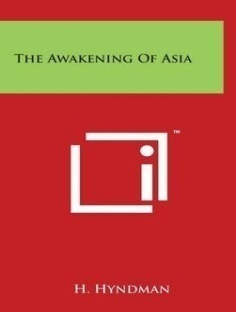 THE AWAKENING OF ASIA
i
™
H. HYNDMAN